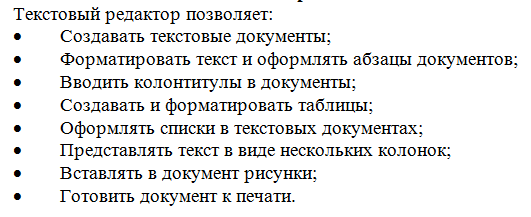 Текстовый редактор позволяет:
• Создавать текстовые документы;
• Форматировать текст и оформлять абзацы документов;
• Вводить колонтитулы в документы;
• Создавать и форматировать таблицы;
• Оформлять списки в текстовых документах;
• Представлять текст в виде нескольких колонок;
• Вставлять в документ рисунки;
• Готовить документ к печати.